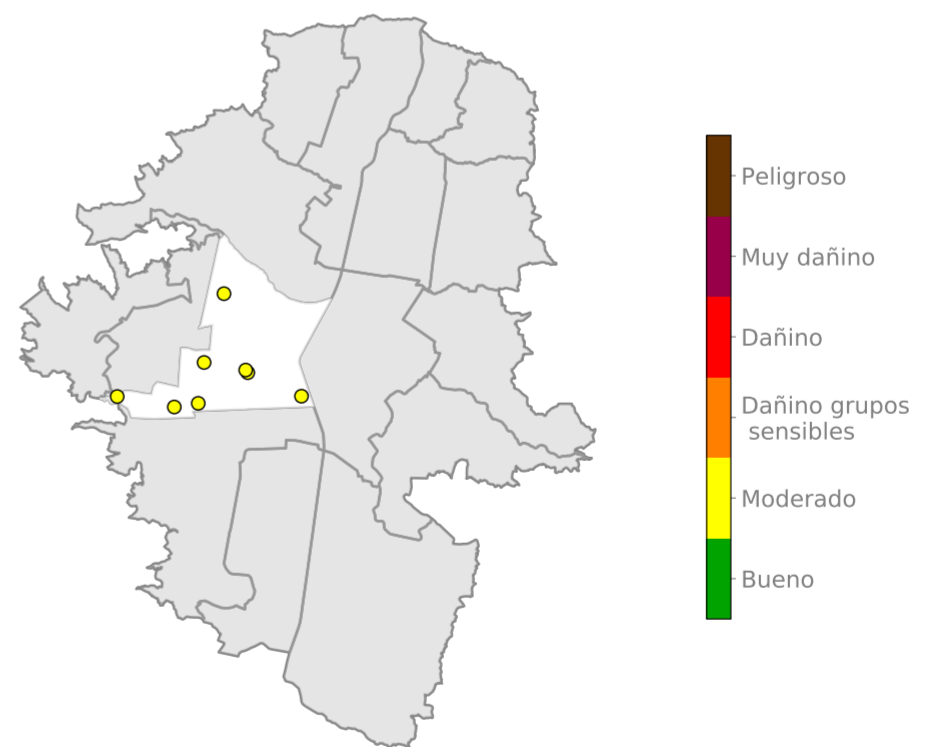 Peligroso
Muy dañino
Dañino
Dañino grupos
sensibles
Moderado
Bueno